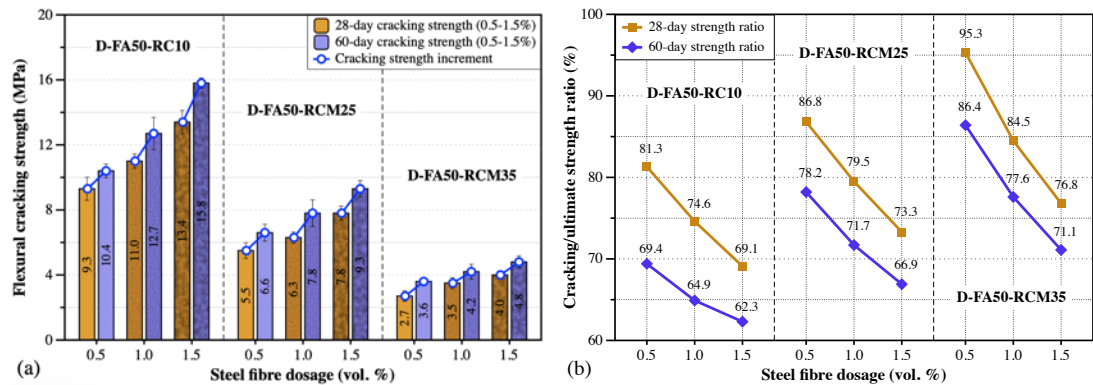 28-day cracking strength (0.5-1.5%)
60-day cracking strength (0.5-1.5%)
Cracking strength increment
D-FA50-RC10
D-FA50-RCM25
D-FA50-RCM35
Flexural cracking strength (MPa)
20
16
12
8
4
0
9.3
10.4
11.0
12.7
13.4
15.8
5.5
6.6
6.3
7.8
7.8
9.3
2.7
3.6
3.5
4.2
4.0
4.8
0.5 1.0 1.5 0.5 1.0 1.5 0.5 1.0 1.5
Steel fibre dosage (vol. %)
(a)
28-day strength ratio
60-day strength ratio
D-FA50-RC10
D-FA50-RCM25
D-FA50-RCM35
Cracking/ultimate strength ratio (%)
100
90
80
70
60
81.3
74.6
69.1
69.4
64.9
62.3
86.8
79.5
73.3
78.2
71.7
66.9
95.3
84.5
76.8
86.4
77.6
71.1
0.5 1.0 1.5 0.5 1.0 1.5 0.5 1.0 1.5
Steel fibre dosage (vol. %)
(b)